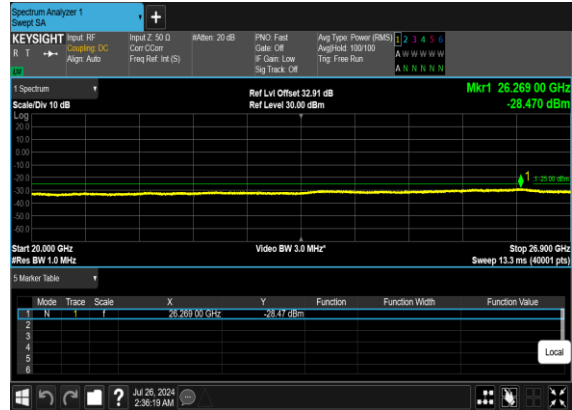 Spectrum Analyzer 1
Swept SA
+
KEYSIGHT Input: RF Input Z: 50 Ω #Atten: 20 dB PNO: Fast Avg Type: Power (RMS) 1 2 3 4 5 6
R T Coupling: DC Corr CCorr Gate: Off Avg|Hold: 100/100 A W W W W W
Align: Auto Freq Ref: Int (S) IF Gain: Low Trig: Free Run
Sig Track: Off A N N N N N
1 Spectrum Ref Lvl Offset 32.91 dB Mkr1 26.269 00 GHz
Scale/Div 10 dB Ref Level 30.00 dBm -28.470 dBm
Log
20.0
10.0
0.00
-10.0
-20.0 1
-30.0
-40.0
-50.0
-60.0
Start 20.000 GHz Video BW 3.0 MHz* Stop 26.900 GHz
#Res BW 1.0 MHz Sweep 13.3 ms (40001 pts)
5 Marker Table
Mode Trace Scale X Y Function Function Width Function Value
1 N 1 f 26.269 00 GHz -28.47 dBm
2
3
4
5
6
Local
? Jul 26, 2024
2:36:19 AM